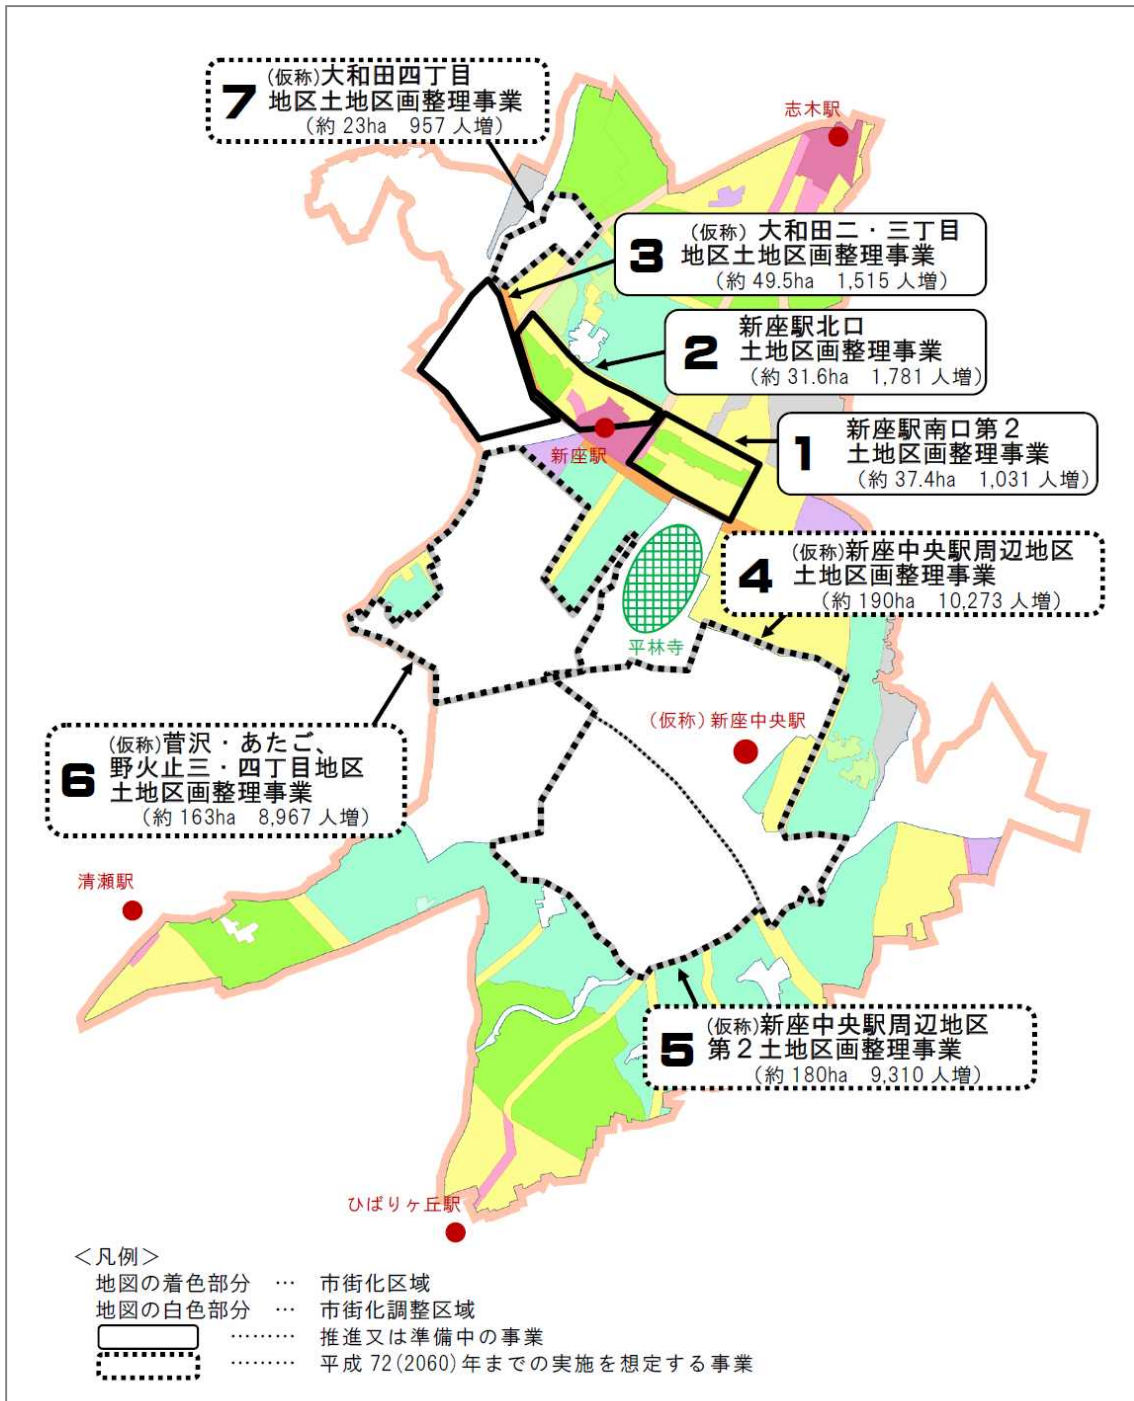 7
(仮称)大和田四丁目
地区土地区画整理事業
(約 23ha 957 人増)
志木駅
3
(仮称) 大和田二・三丁目
地区土地区画整理事業
(約 49.5ha 1,515 人増)
2
新座駅北口
土地区画整理事業
(約 31.6ha 1,781 人増)
1
新座駅南口第2
土地区画整理事業
(約 37.4ha 1,031 人増)
新座駅
4
(仮称)新座中央駅周辺地区
土地区画整理事業
(約 190ha 10,273 人増)
平林寺
(仮称)新座中央駅
6
(仮称)菅沢・あたご、
野火止三・四丁目地区
土地区画整理事業
(約 163ha 8,967 人増)
清瀬駅
5
(仮称)新座中央駅周辺地区
第2土地区画整理事業
(約 180ha 9,310 人増)
ひばりヶ丘駅
<凡例>
地図の着色部分 … 市街化区域
地図の白色部分 … 市街化調整区域
……… 推進又は準備中の事業
……… 平成 72(2060)年までの実施を想定する事業